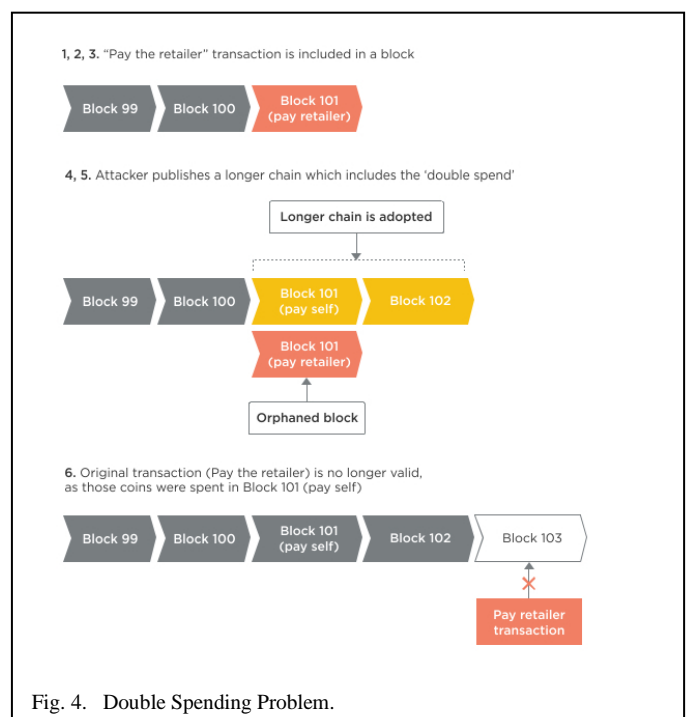 1, 2, 3. “Pay the retailer” transaction is included in a block
Block 99
Block 100
Block 101
(pay retailer)
4, 5. Attacker publishes a longer chain which includes the ‘double spend’
Longer chain is adopted
Block 99
Block 100
Block 101
(pay self)
Block 102
Block 101
(pay retailer)
Orphaned block
6. Original transaction (Pay the retailer) is no longer valid,
as those coins were spent in Block 101 (pay self)
Block 99
Block 100
Block 101
(pay self)
Block 102
Block 103
Pay retailer
transaction
Fig. 4. Double Spending Problem.